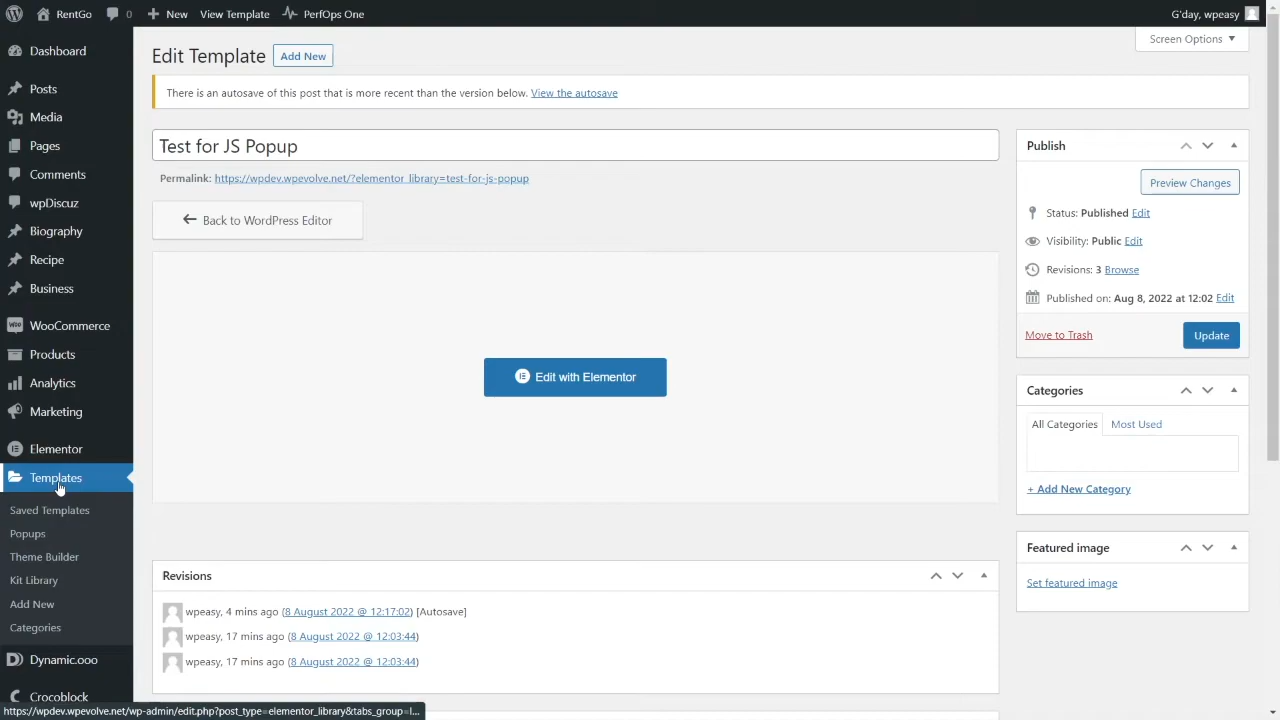 RentGo 0 New View Template PerfOps One G'day, wpeasy
Screen Options
Dashboard
Posts
Media
Pages
Comments
wpDiscuz
Biography
Recipe
Business
WooCommerce
Products
Analytics
Marketing
Elementor
Templates
Saved Templates
Popups
Theme Builder
Kit Library
Add New
Categories
Dynamic.ooo
Crocoblock
Edit Template Add New
There is an autosave of this post that is more recent than the version below. View the autosave
Test for JS Popup
Permalink: https://wpdev.wpevolve.net/?elementor_library=test-for-js-popup
Back to WordPress Editor
Edit with Elementor
Revisions
wpeasy, 4 mins ago (8 August 2022 @ 12:17:02) [Autosave]
wpeasy, 17 mins ago (8 August 2022 @ 12:03:44)
wpeasy, 17 mins ago (8 August 2022 @ 12:03:44)
Publish
Preview Changes
Status: Published Edit
Visibility: Public Edit
Revisions: 3 Browse
Published on: Aug 8, 2022 at 12:02 Edit
Move to Trash Update
Categories
All Categories Most Used
+ Add New Category
Featured image
Set featured image
https://wpdev.wpevolve.net/wp-admin/edit.php?post_type=elementor_library&tabs_group=l...